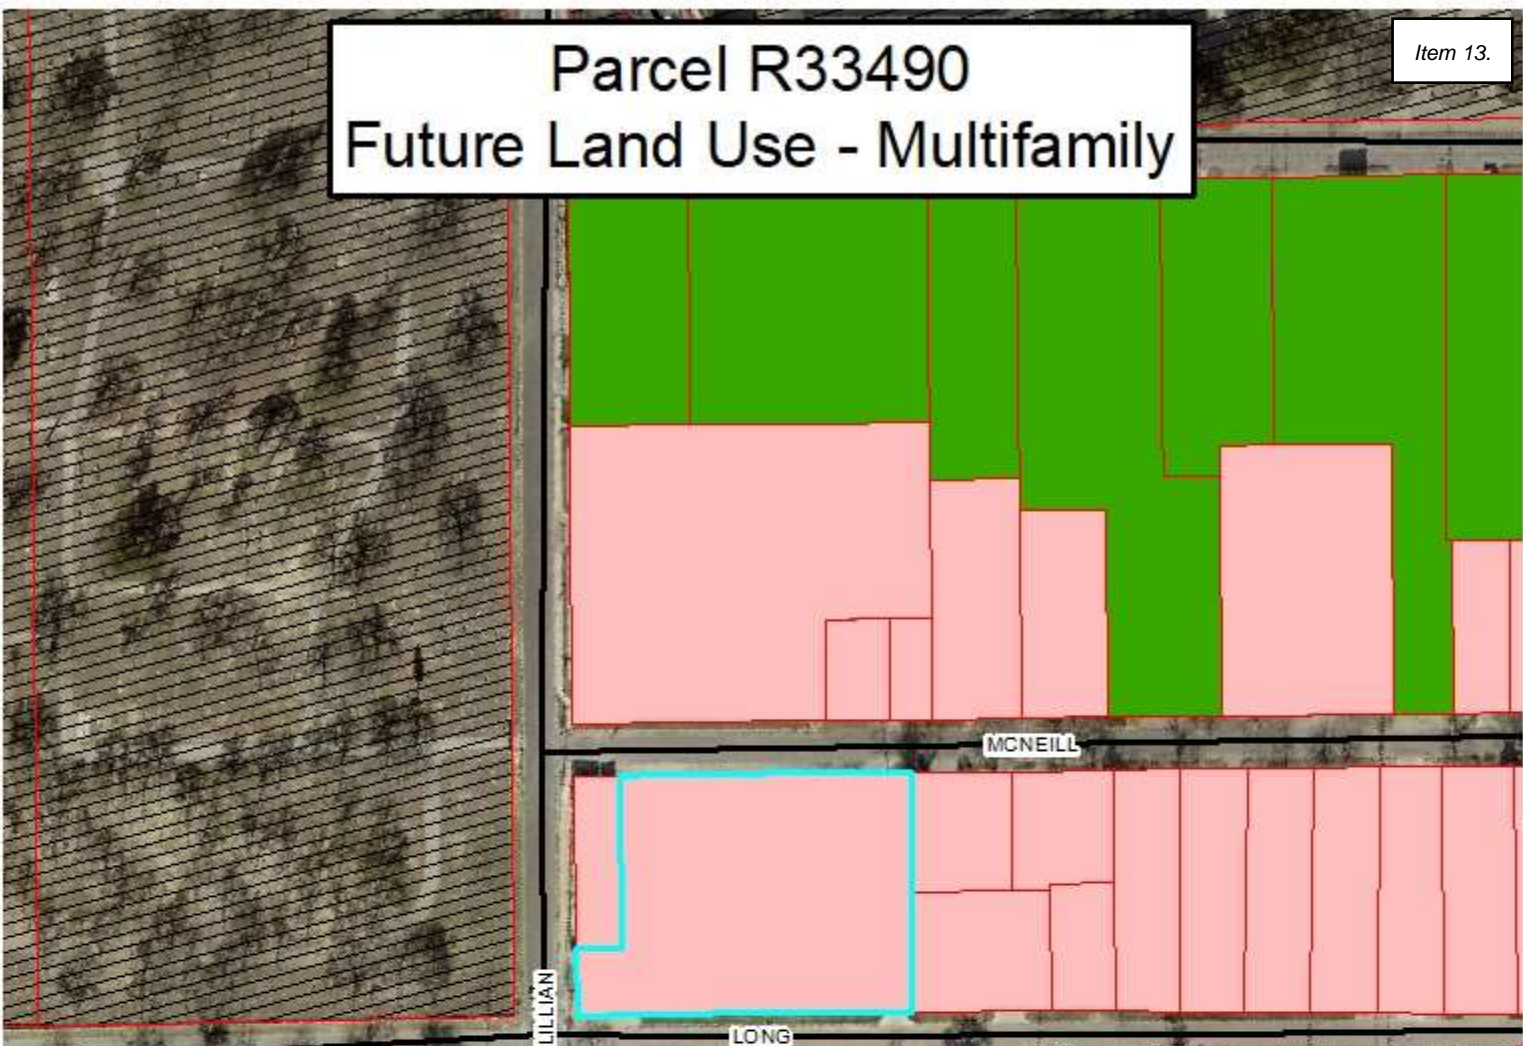 Parcel R33490
Future Land Use - Multifamily
Item 13.
MCNEILL
LILLIAN
LONG